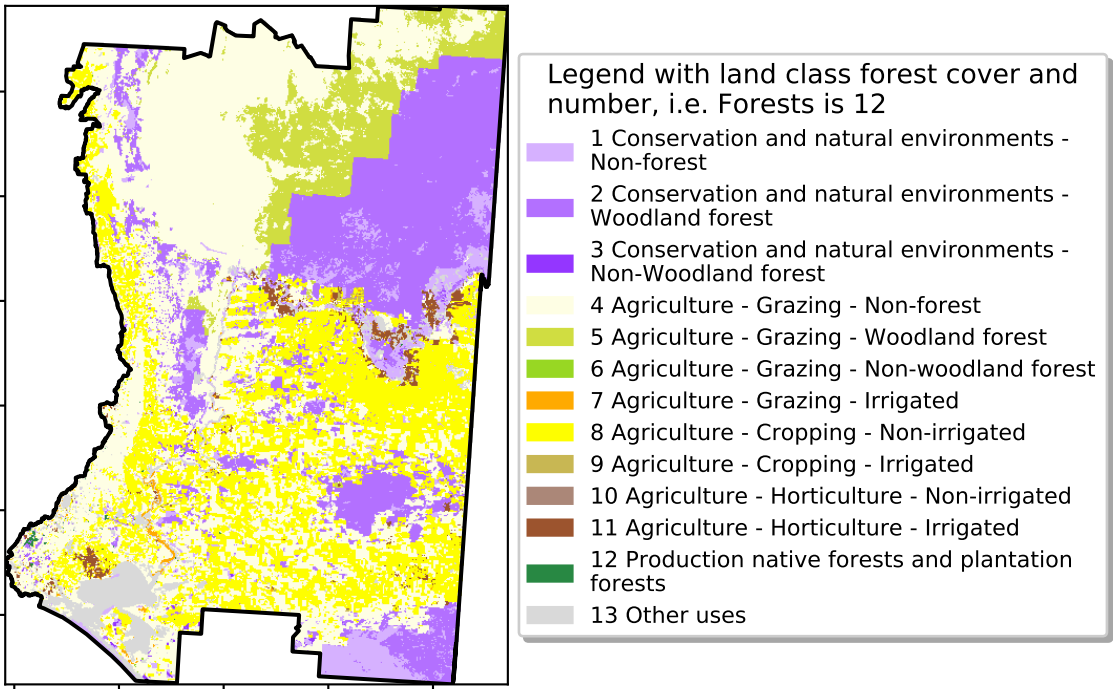 Legend with land class forest cover and
number, i.e. Forests is 12
1 Conservation and natural environments -
Non-forest
2 Conservation and natural environments -
Woodland forest
3 Conservation and natural environments -
Non-Woodland forest
4 Agriculture - Grazing - Non-forest
5 Agriculture - Grazing - Woodland forest
6 Agriculture - Grazing - Non-woodland forest
7 Agriculture - Grazing - Irrigated
8 Agriculture - Cropping - Non-irrigated
9 Agriculture - Cropping - Irrigated
10 Agriculture - Horticulture - Non-irrigated
11 Agriculture - Horticulture - Irrigated
12 Production native forests and plantation
forests
13 Other uses